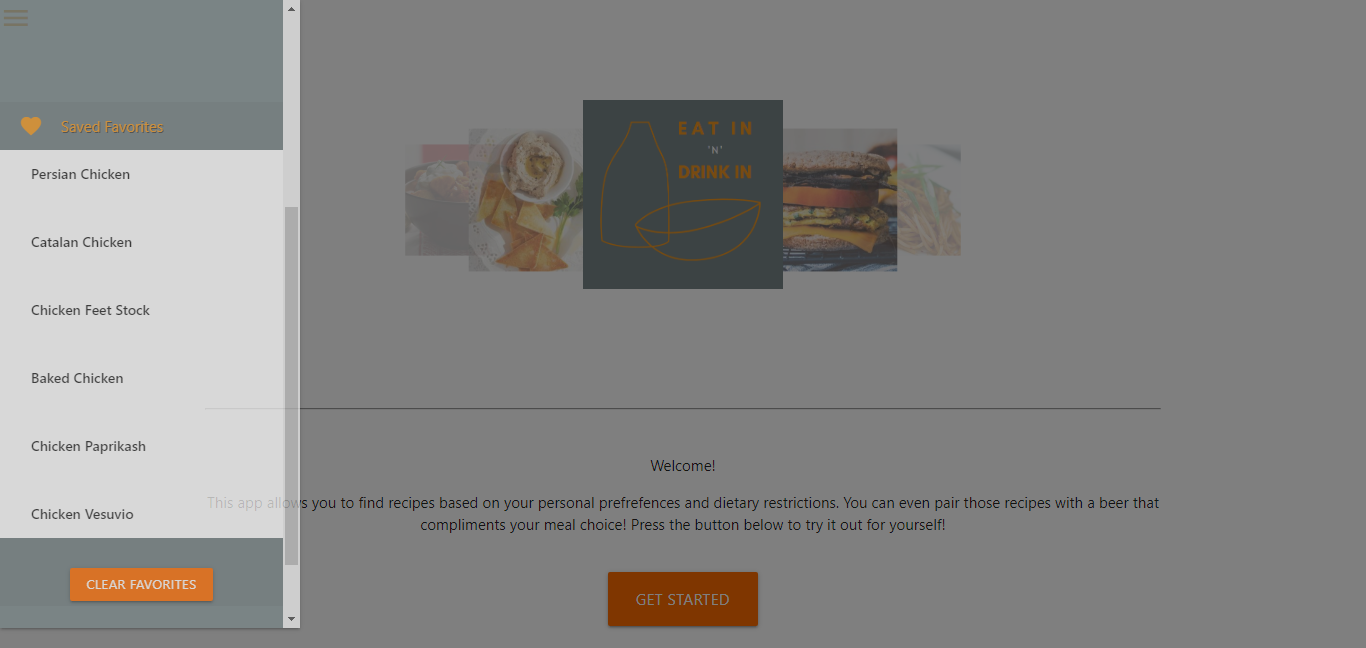 Saved Favorites
Persian Chicken
Catalan Chicken
Chicken Feet Stock
Baked Chicken
Chicken Paprikash
Chicken Vesuvio
CLEAR FAVORITES
EAT IN
'N'
DRINK IN
Welcome!
This app allows you to find recipes based on your personal prefrefences and dietary restrictions. You can even pair those recipes with a beer that
compliments your meal choice! Press the button below to try it out for yourself!
GET STARTED